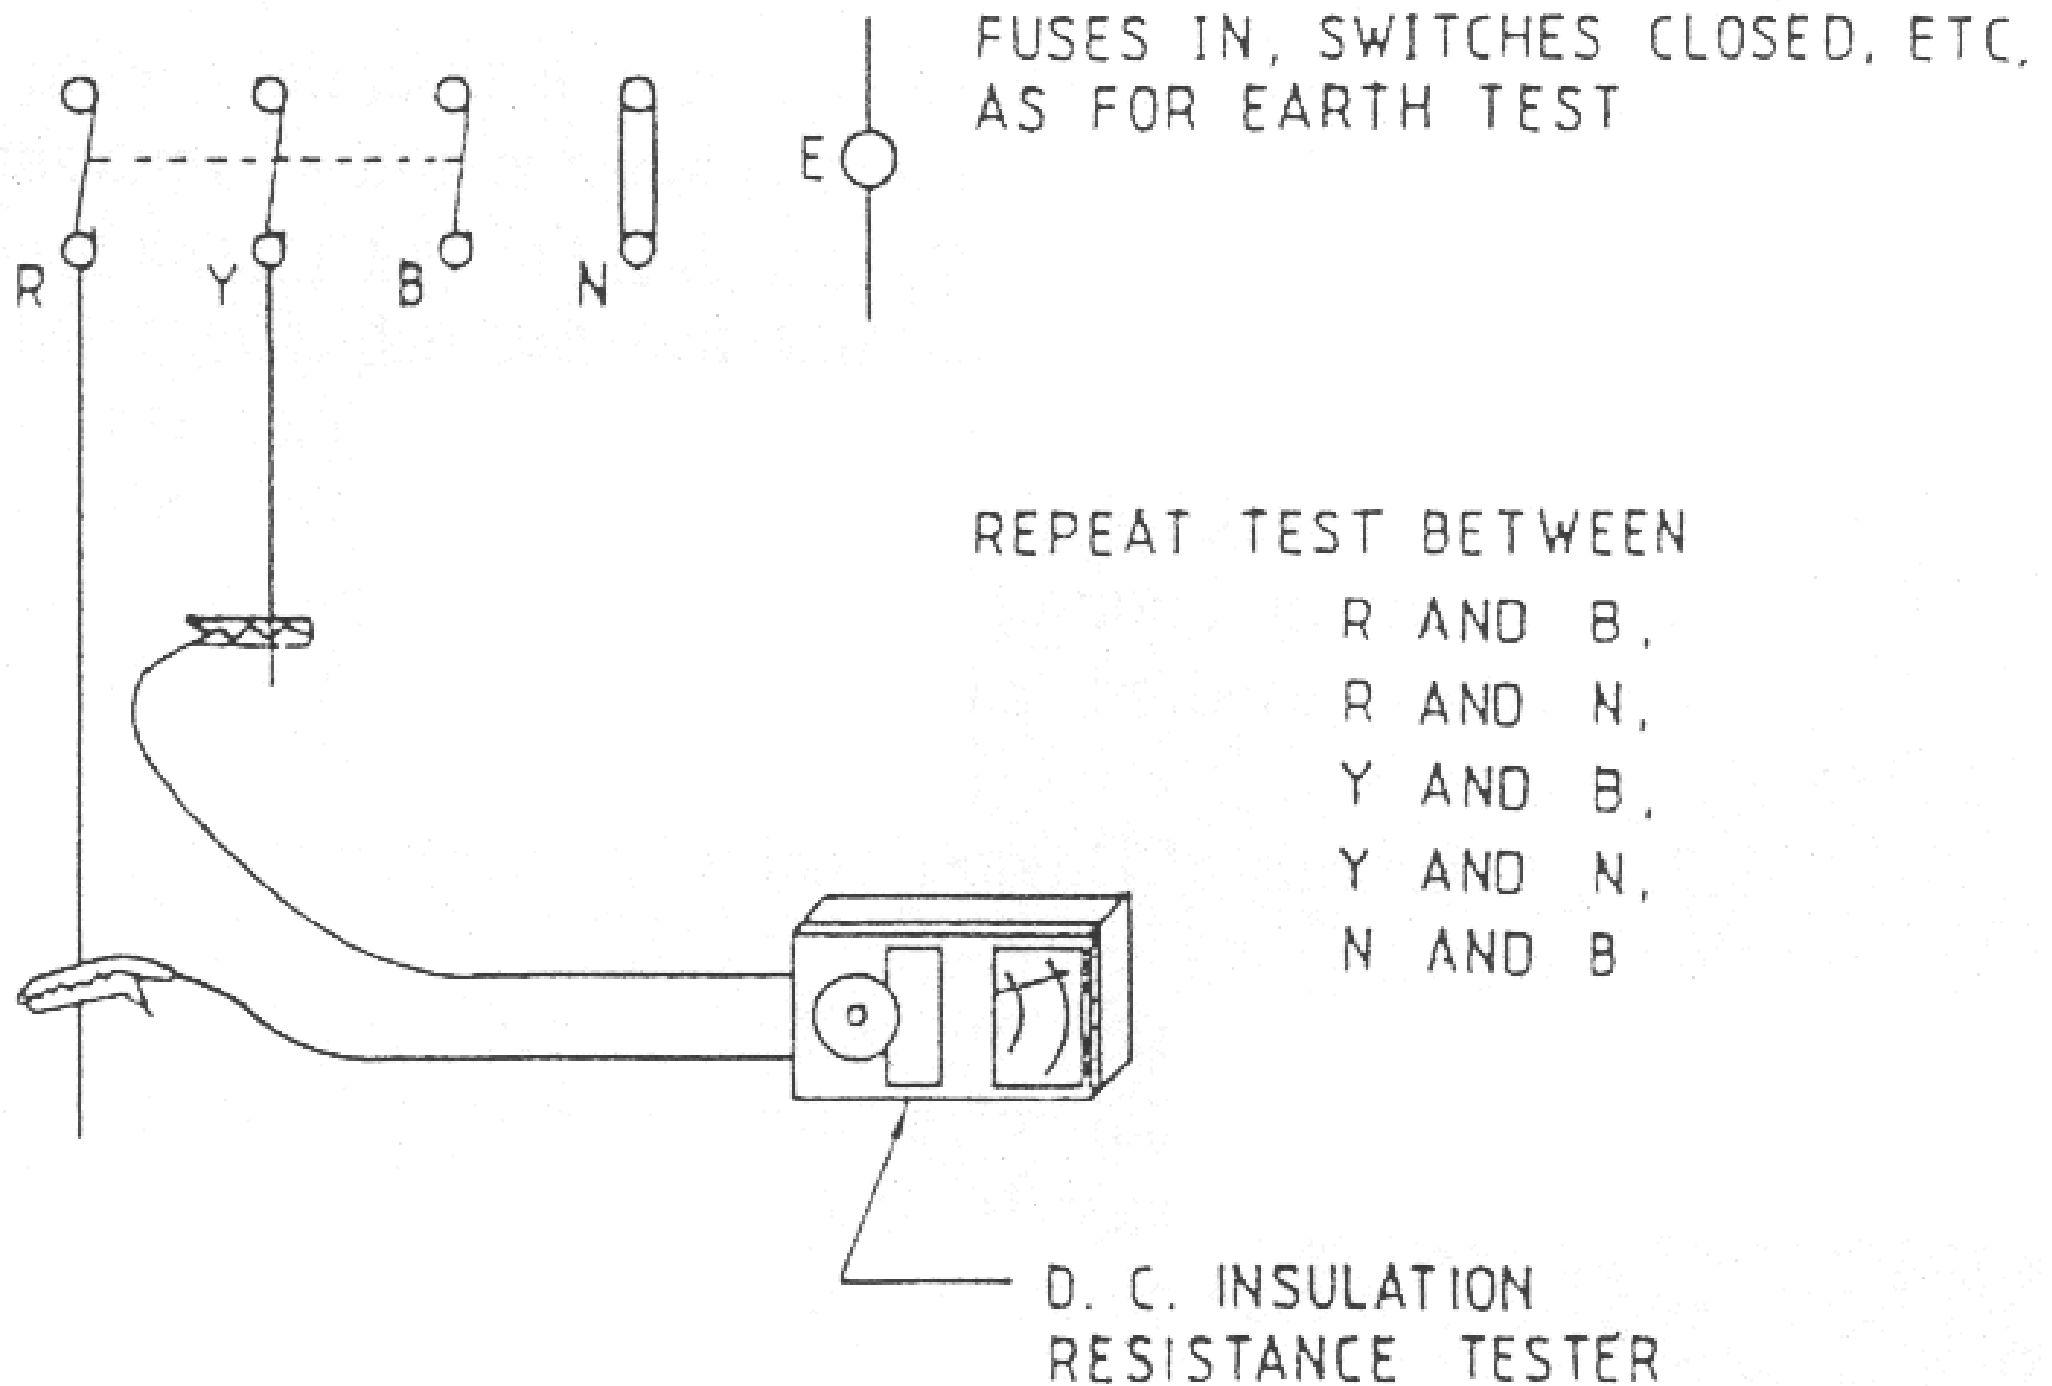 FUSES IN, SWITCHES CLOSED, ETC,
AS FOR EARTH TEST
E
R Y B N
REPEAT TEST BETWEEN
R AND B,
R AND N,
Y AND B,
Y AND N,
N AND B
D. C. INSULATION
RESISTANCE TESTER